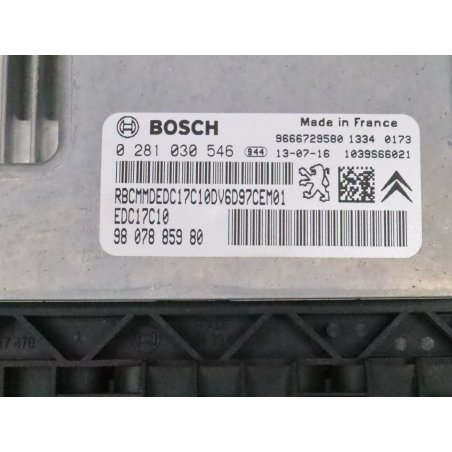 BOSCH
Made in France
9666729580 1334 0173
0 281 030 546 944 13-07-16 1039S66021
RBCMMDEDC17C10DV6D97CEM01
EDC17C10
98 078 859 80